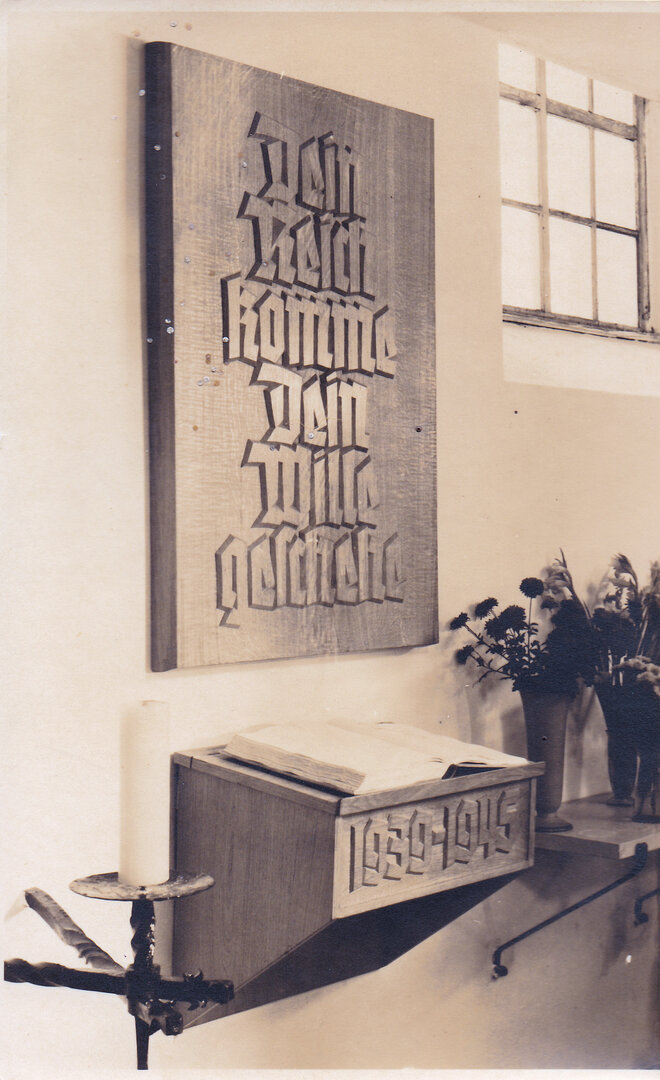 Dein
Reich
komme
Dein
Wille
geschehe
1939-1945